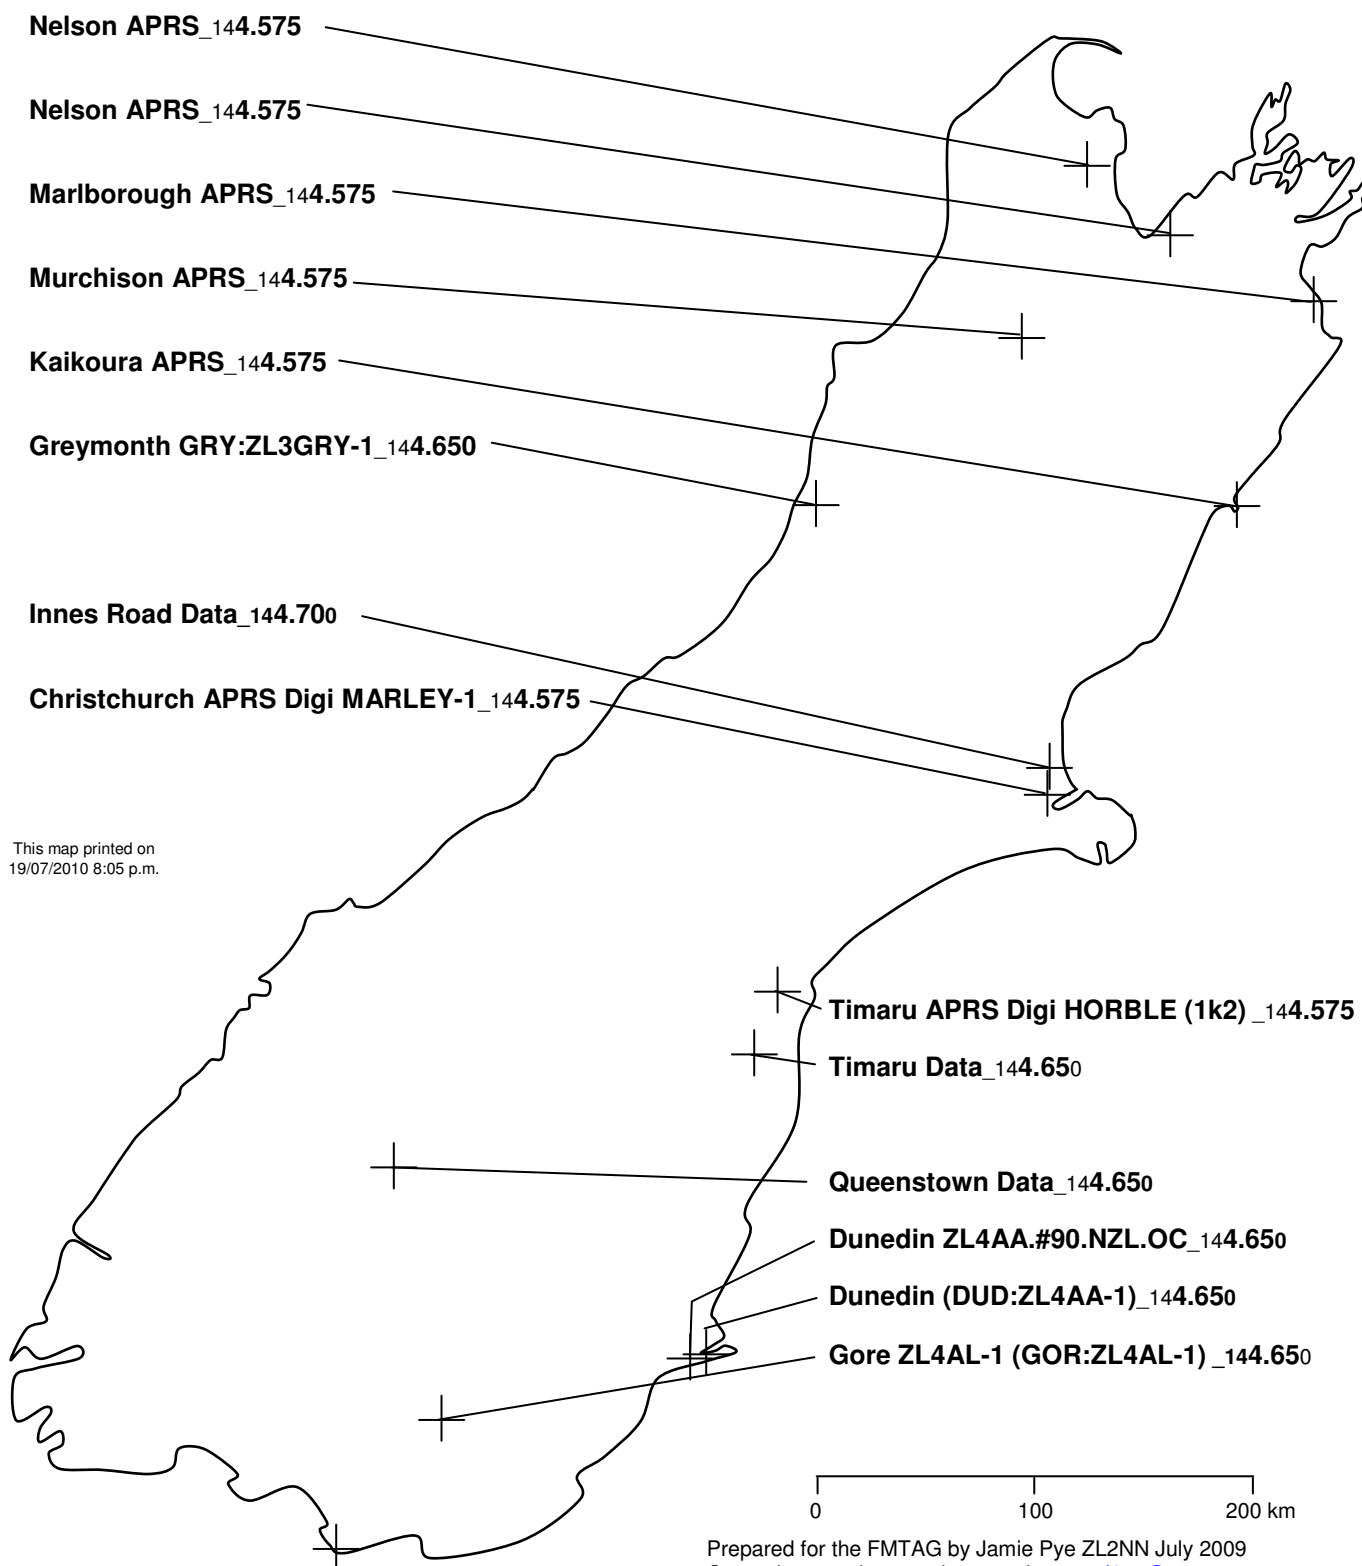 Nelson APRS_144.575
Nelson APRS_144.575
Marlborough APRS_144.575
Murchison APRS_144.575
Kaikoura APRS_144.575
Greymonth GRY:ZL3GRY-1_144.650
Innes Road Data_144.700
Christchurch APRS Digi MARLEY-1_144.575
This map printed on
19/07/2010 8:05 p.m.
Timaru APRS Digi HORBLE (1k2) _144.575
Timaru Data_144.650
Queenstown Data_144.650
Dunedin ZL4AA.#90.NZL.OC_144.650
Dunedin (DUD:ZL4AA-1)_144.650
Gore ZL4AL-1 (GOR:ZL4AL-1) _144.650
0 100 200 km
Prepared for the FMTAG by Jamie Pye ZL2NN July 2009